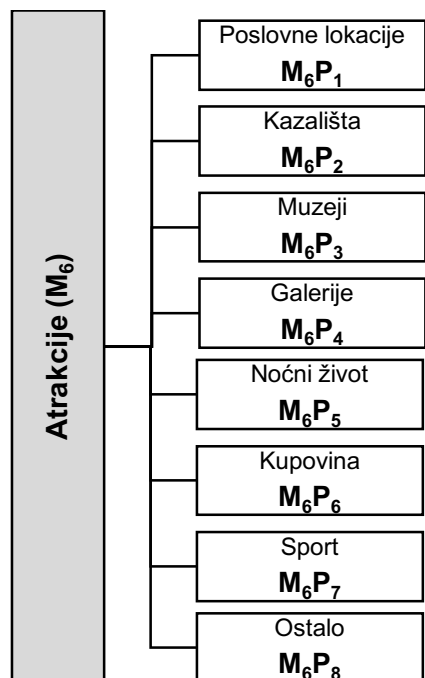 Atrakcije (M₆)
Poslovne lokacije
M₆P₁
Kazališta
M₆P₂
Muzeji
M₆P₃
Galerije
M₆P₄
Noćni život
M₆P₅
Kupovina
M₆P₆
Sport
M₆P₇
Ostalo
M₆P₈